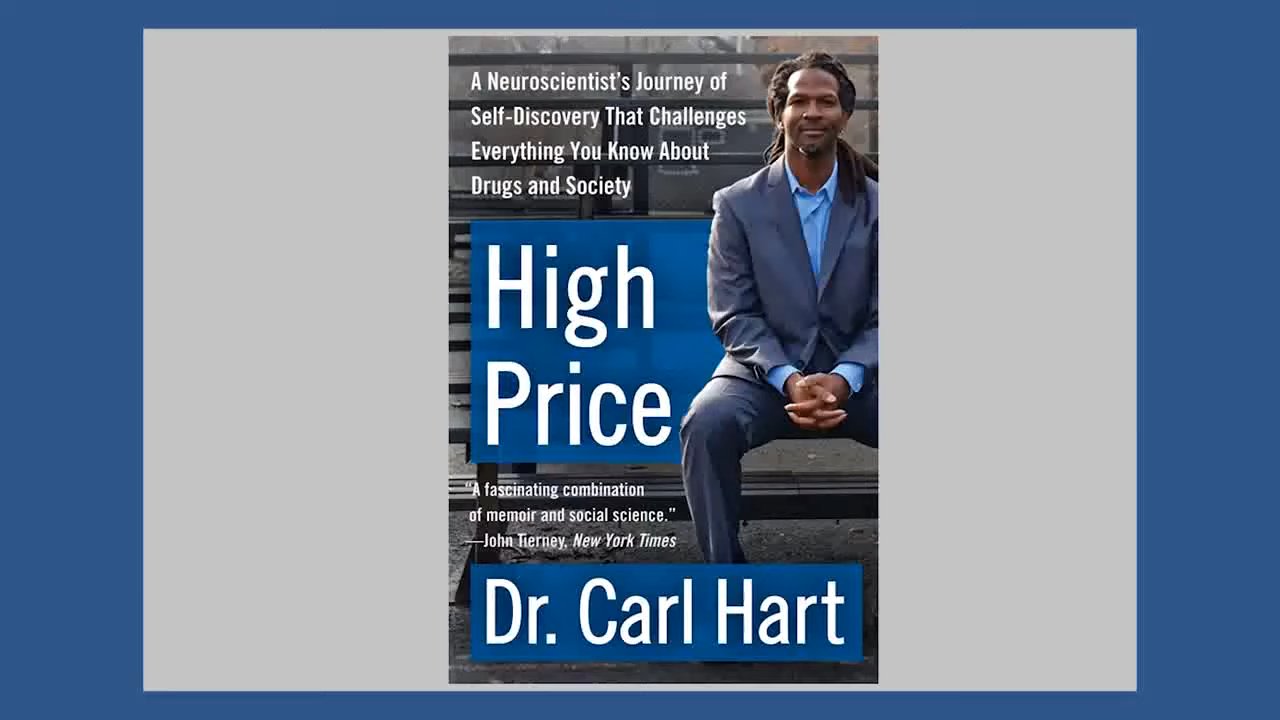 A Neuroscientist's Journey of
Self-Discovery That Challenges
Everything You Know About
Drugs and Society
High
Price
“A fascinating combination
of memoir and social science.”
—John Tierney, New York Times
Dr. Carl Hart